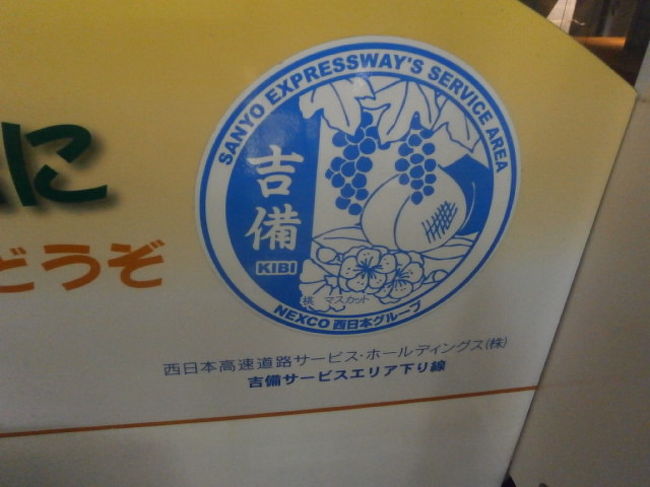 に
どうぞ
SANYO EXPRESSWAY'S SERVICE AREA
吉備
KIBI
桃 マスカット
NEXCO 西日本グループ
西日本高速道路サービス・ホールディングス(株)
吉備サービスエリア下り線